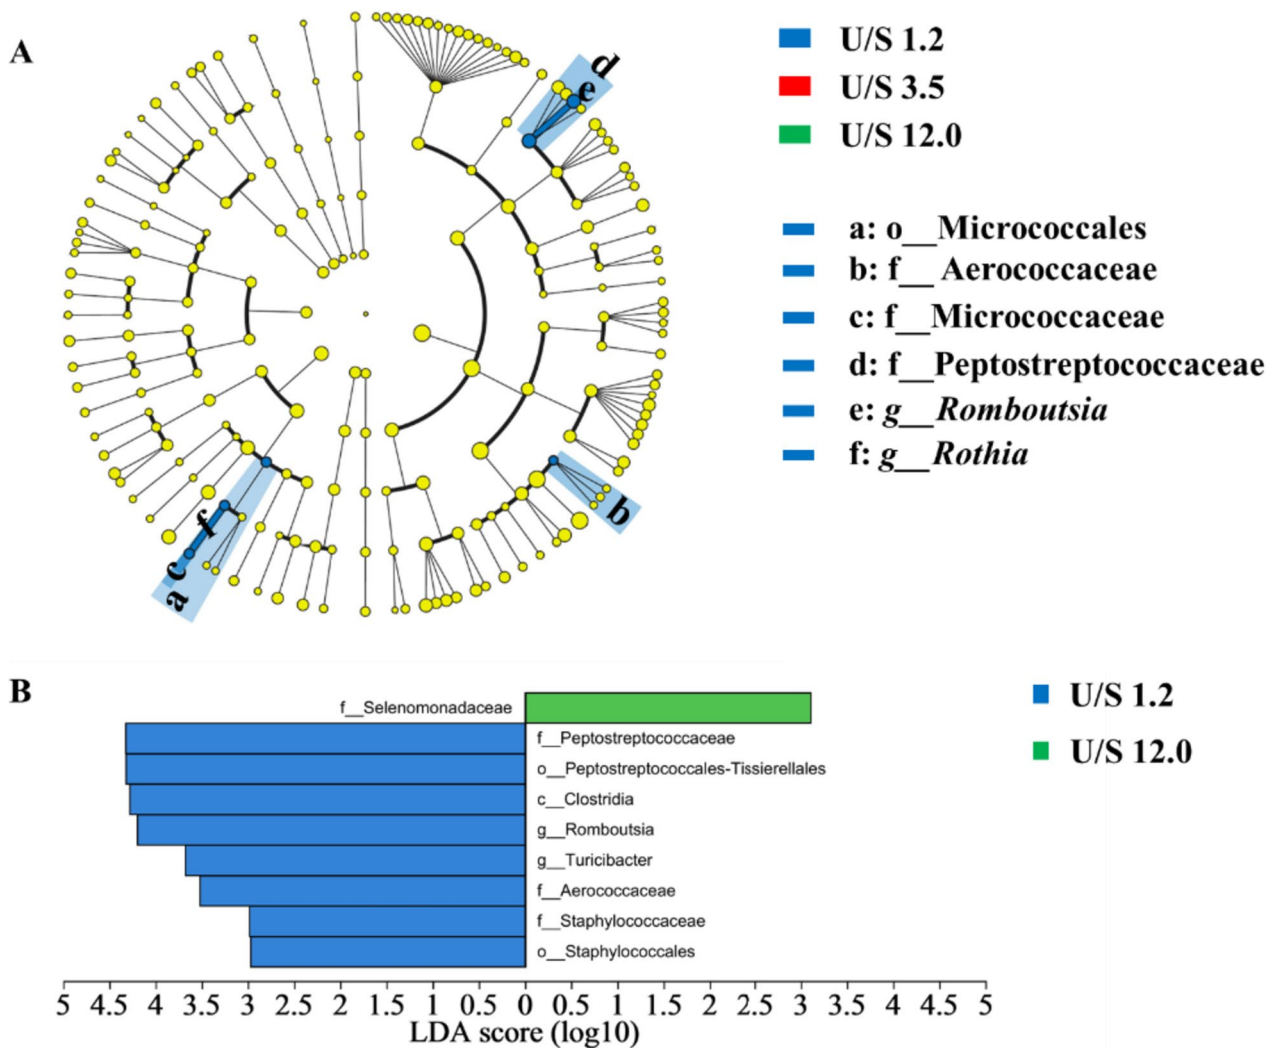 A
U/S 1.2
U/S 3.5
U/S 12.0
a: o__Micrococcales
b: f__ Aerococcaceae
c: f__Micrococcaceae
d: f__Peptostreptococcaceae
e: g__Romboutsia
f: g__Rothia
d
e
b
f
c
a
B
U/S 1.2
U/S 12.0
f__Selenomonadaceae
f__Peptostreptococcaceae
o__Peptostreptococcales-Tissierellales
c__Clostridia
g__Romboutsia
g__Turicibacter
f__Aerococcaceae
f__Staphylococcaceae
o__Staphylococcales
5 4.5 4 3.5 3 2.5 2 1.5 1 0.5 0 0.5 1 1.5 2 2.5 3 3.5 4 4.5 5
LDA score (log10)